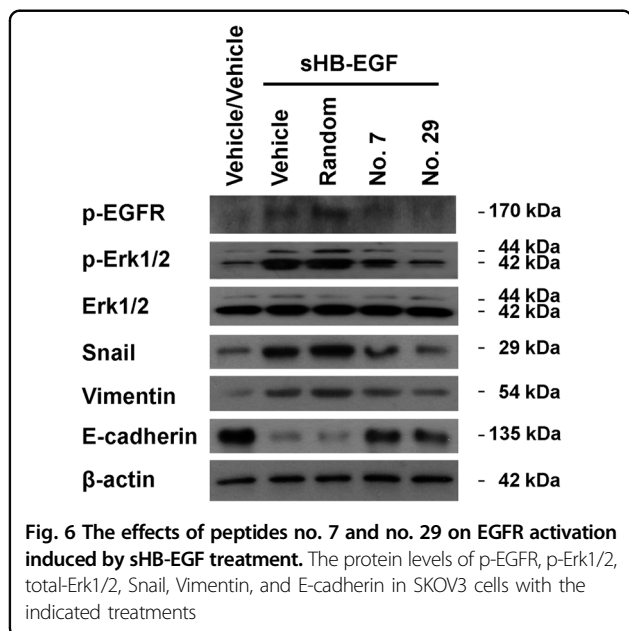 sHB-EGF
Vehicle/Vehicle
Vehicle
Random
No. 7
No. 29
p-EGFR
- 170 kDa
p-Erk1/2
- 44 kDa
- 42 kDa
Erk1/2
- 44 kDa
- 42 kDa
Snail
- 29 kDa
Vimentin
- 54 kDa
E-cadherin
- 135 kDa
β-actin
- 42 kDa
Fig. 6 The effects of peptides no. 7 and no. 29 on EGFR activation
induced by sHB-EGF treatment. The protein levels of p-EGFR, p-Erk1/2,
total-Erk1/2, Snail, Vimentin, and E-cadherin in SKOV3 cells with the
indicated treatments